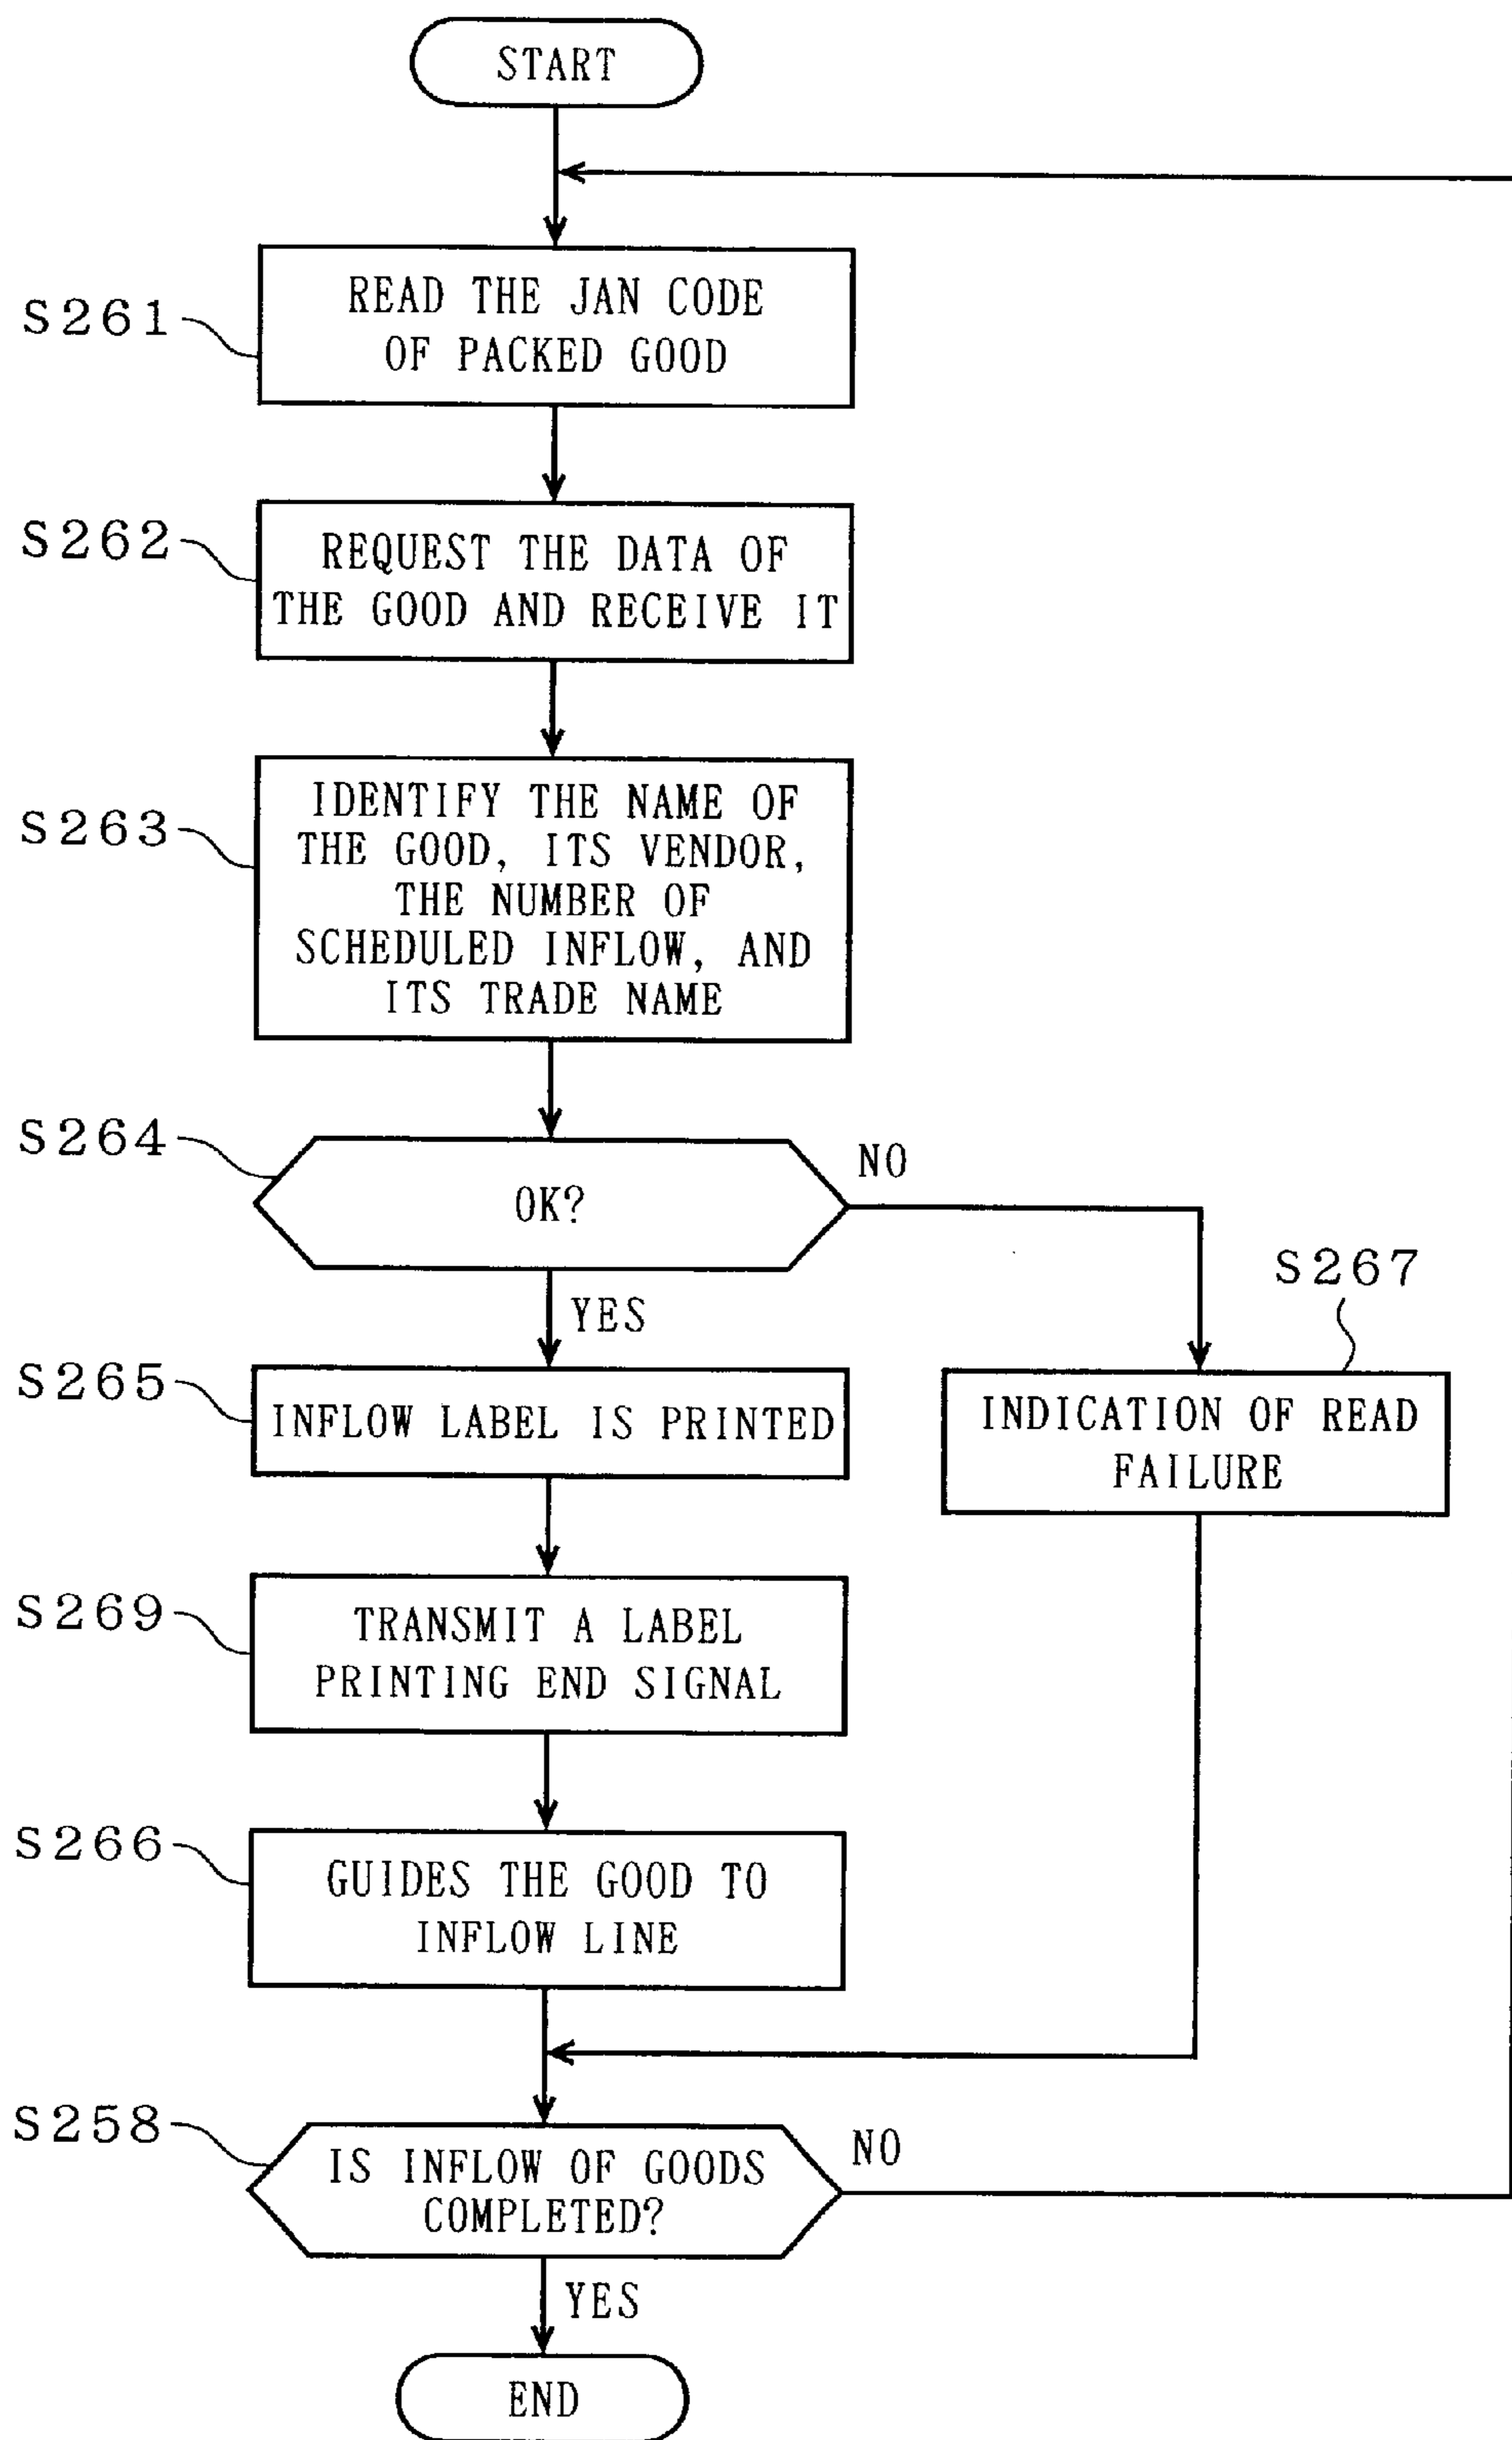 START
S261
READ THE JAN CODE
OF PACKED GOOD
S262
REQUEST THE DATA OF
THE GOOD AND RECEIVE IT
S263
IDENTIFY THE NAME OF
THE GOOD, ITS VENDOR,
THE NUMBER OF
SCHEDULED INFLOW, AND
ITS TRADE NAME
S264
OK?
NO
YES
S267
INDICATION OF READ
FAILURE
S265
INFLOW LABEL IS PRINTED
S269
TRANSMIT A LABEL
PRINTING END SIGNAL
S266
GUIDES THE GOOD TO
INFLOW LINE
S258
IS INFLOW OF GOODS
COMPLETED?
NO
YES
END